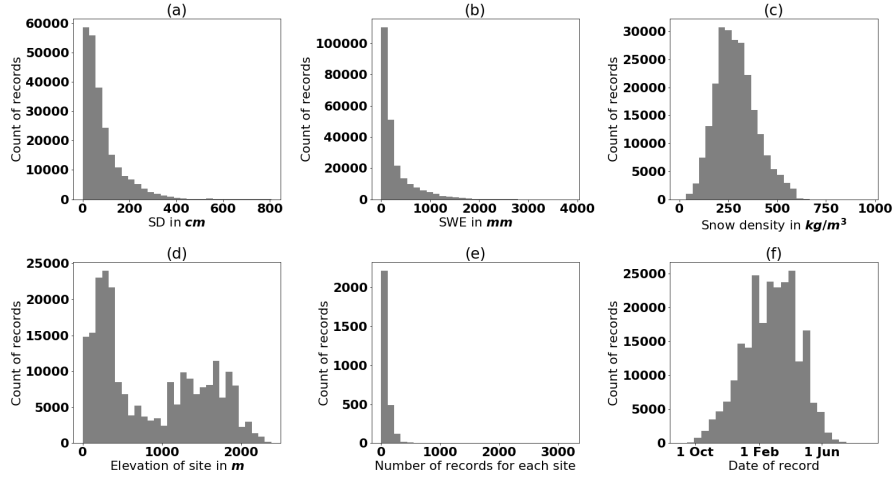 (a)
60000
50000
40000
30000
20000
10000
0
Count of records
0 200 400 600 800
SD in cm
(b)
100000
80000
60000
40000
20000
0
Count of records
0 1000 2000 3000 4000
SWE in mm
(c)
30000
25000
20000
15000
10000
5000
0
Count of records
0 250 500 750 1000
Snow density in kg/m³
(d)
25000
20000
15000
10000
5000
0
Count of records
0 1000 2000
Elevation of site in m
(e)
2000
1500
1000
500
0
Count of records
0 1000 2000 3000
Number of records for each site
(f)
25000
20000
15000
10000
5000
0
Count of records
1 Oct 1 Feb 1 Jun
Date of record